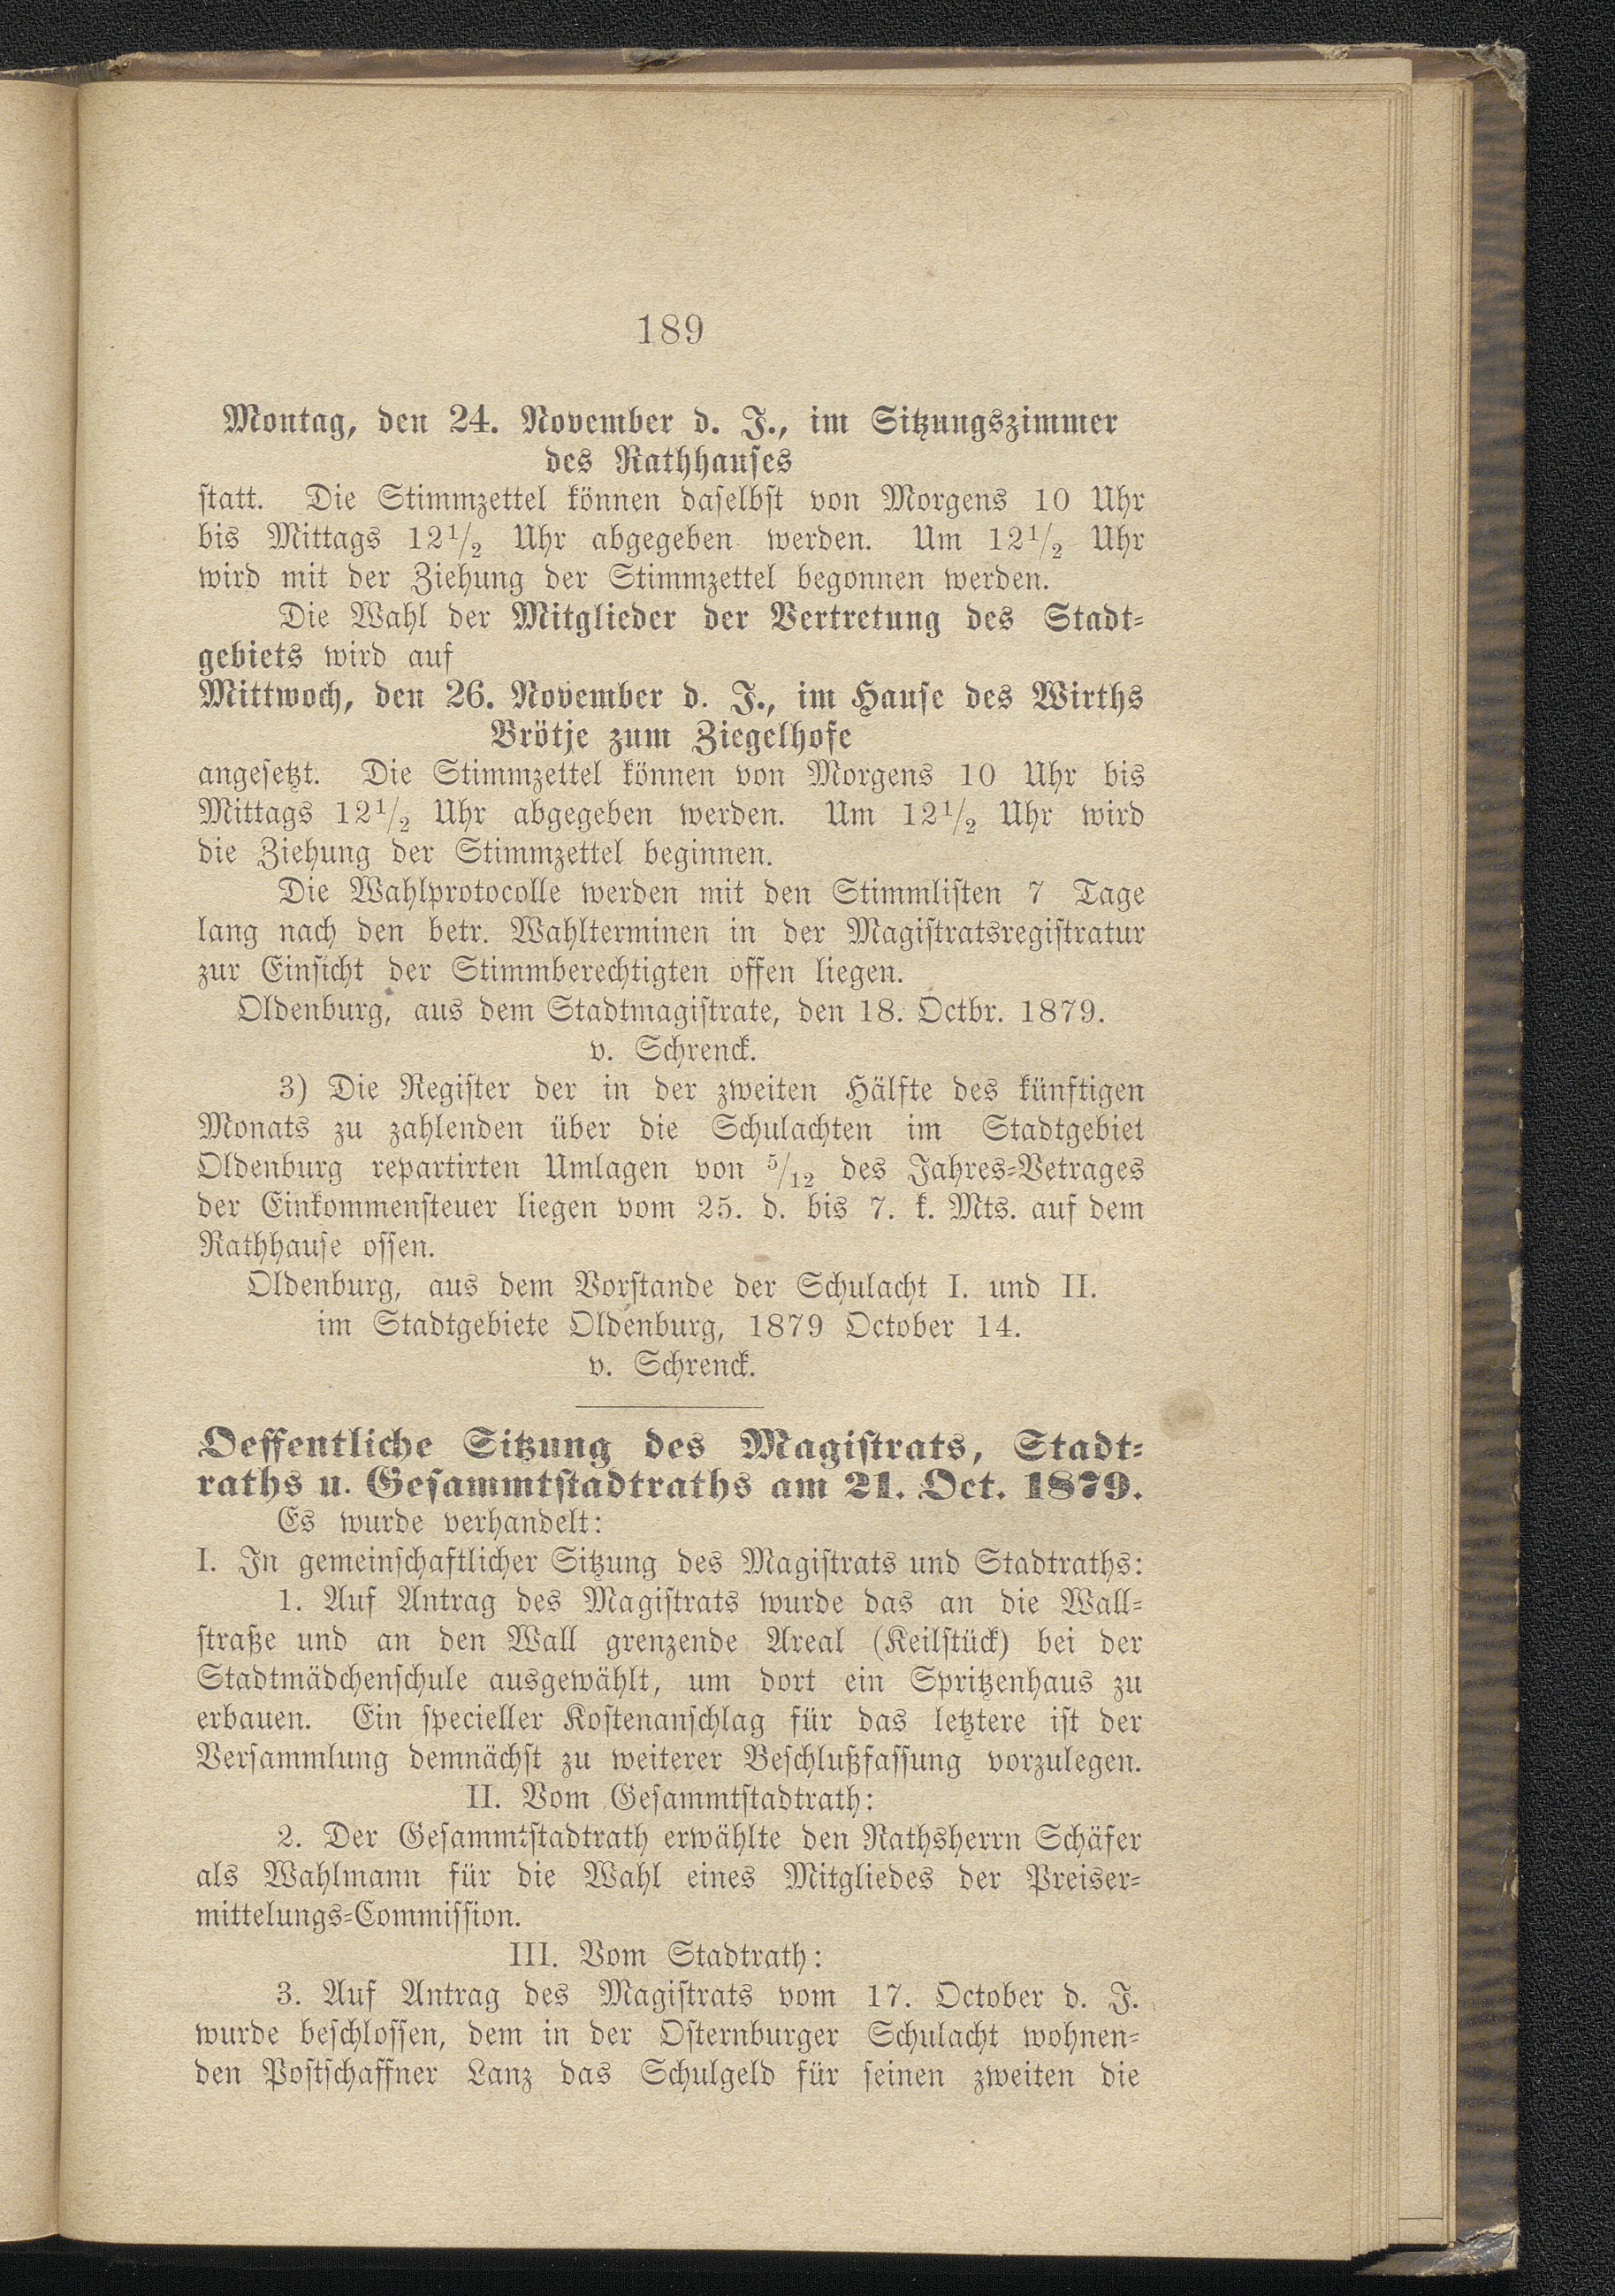 189
Montag, den 24. November d. J., im Sitzungszimmer
des Rathhauses
statt. Die Stimmzettel können daselbst von Morgens 10 Uhr
bis Mittags 12 1/2 Uhr abgegeben werden. Um 12 1/2 Uhr
wird mit der Ziehung der Stimmzettel begonnen werden.
Die Wahl der Mitglieder der Vertretung des Stadt-
gebiets wird auf
Mittwoch, den 26. November d. J., im Hause des Wirths
Brötje zum Ziegelhofe
angesetzt. Die Stimmzettel können von Morgens 10 Uhr bis
Mittags 12 1/2 Uhr abgegeben werden. Um 12 1/2 Uhr wird
die Ziehung der Stimmzettel beginnen.
Die Wahlprotocolle werden mit den Stimmlisten 7 Tage
lang nach den betr. Wahlterminen in der Magistratsregistratur
zur Einsicht der Stimmberechtigten offen liegen.
Oldenburg, aus dem Stadtmagistrate, den 18. Octbr. 1879.
v. Schrenck.
3) Die Register der in der zweiten Hälfte des künftigen
Monats zu zahlenden über die Schulachten im Stadtgebiet
Oldenburg repartirten Umlagen von 5/12 des Jahres-Betrages
der Einkommensteuer liegen vom 25. d. bis 7. k. Mts. auf dem
Rathhause offen.
Oldenburg, aus dem Vorstande der Schulacht I. und II.
im Stadtgebiete Oldenburg, 1879 October 14.
v. Schrenck.
Oeffentliche Sitzung des Magistrats, Stadt-
raths u. Gesammtstadtraths am 21. Oct. 1879.
Es wurde verhandelt:
I. In gemeinschaftlicher Sitzung des Magistrats und Stadtraths:
1. Auf Antrag des Magistrats wurde das an die Wall-
straße und an den Wall grenzende Areal (Keilstück) bei der
Stadtmädchenschule ausgewählt, um dort ein Spritzenhaus zu
erbauen. Ein specieller Kostenanschlag für das letztere ist der
Versammlung demnächst zu weiterer Beschlußfassung vorzulegen.
II. Vom Gesammtstadtrath:
2. Der Gesammtstadtrath erwählte den Rathsherrn Schäfer
als Wahlmann für die Wahl eines Mitgliedes der Preiser-
mittelungs-Commission.
III. Vom Stadtrath:
3. Auf Antrag des Magistrats vom 17. October d. J.
wurde beschlossen, dem in der Osternburger Schulacht wohnen-
den Postschaffner Lanz das Schulgeld für seinen zweiten die